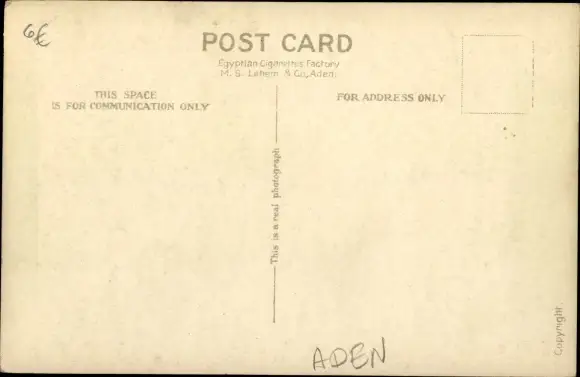 6€
POST CARD
Egyptian Cigarettes Factory
M. S. Lehem & Co, Aden.
THIS SPACE
IS FOR COMMUNICATION ONLY
FOR ADDRESS ONLY
This is a real photograph
Copyright
ADEN